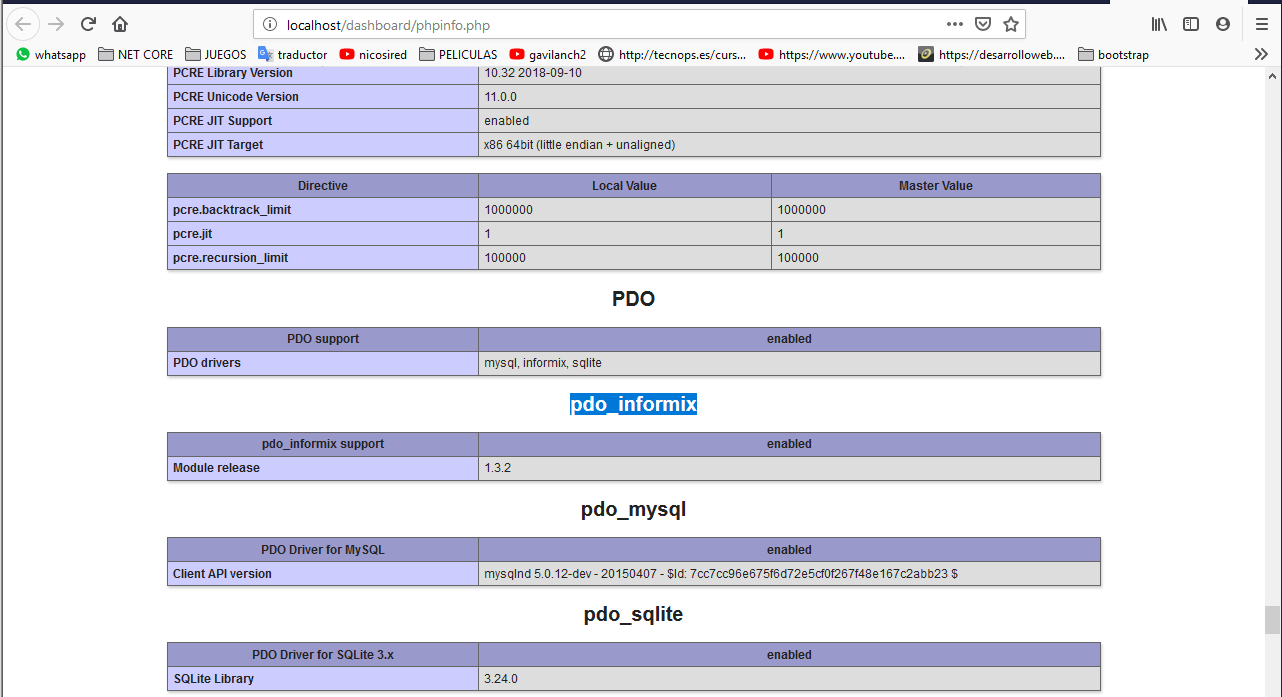 localhost/dashboard/phpinfo.php
whatsapp NET CORE JUEGOS traductor nicosired PELICULAS gavilanch2 http://tecnops.es/curs... https://www.youtube.... https://desarrolloweb.... bootstrap
PCRE Library Version 10.32 2018-09-10
PCRE Unicode Version 11.0.0
PCRE JIT Support enabled
PCRE JIT Target x86 64bit (little endian + unaligned)
Directive Local Value Master Value
pcre.backtrack_limit 1000000 1000000
pcre.jit 1 1
pcre.recursion_limit 100000 100000
PDO
PDO support enabled
PDO drivers mysql, informix, sqlite
pdo_informix
pdo_informix support enabled
Module release 1.3.2
pdo_mysql
PDO Driver for MySQL enabled
Client API version mysqlnd 5.0.12-dev - 20150407 - $Id: 7cc7cc96e675f6d72e5cf0f267f48e167c2abb23 $
pdo_sqlite
PDO Driver for SQLite 3.x enabled
SQLite Library 3.24.0